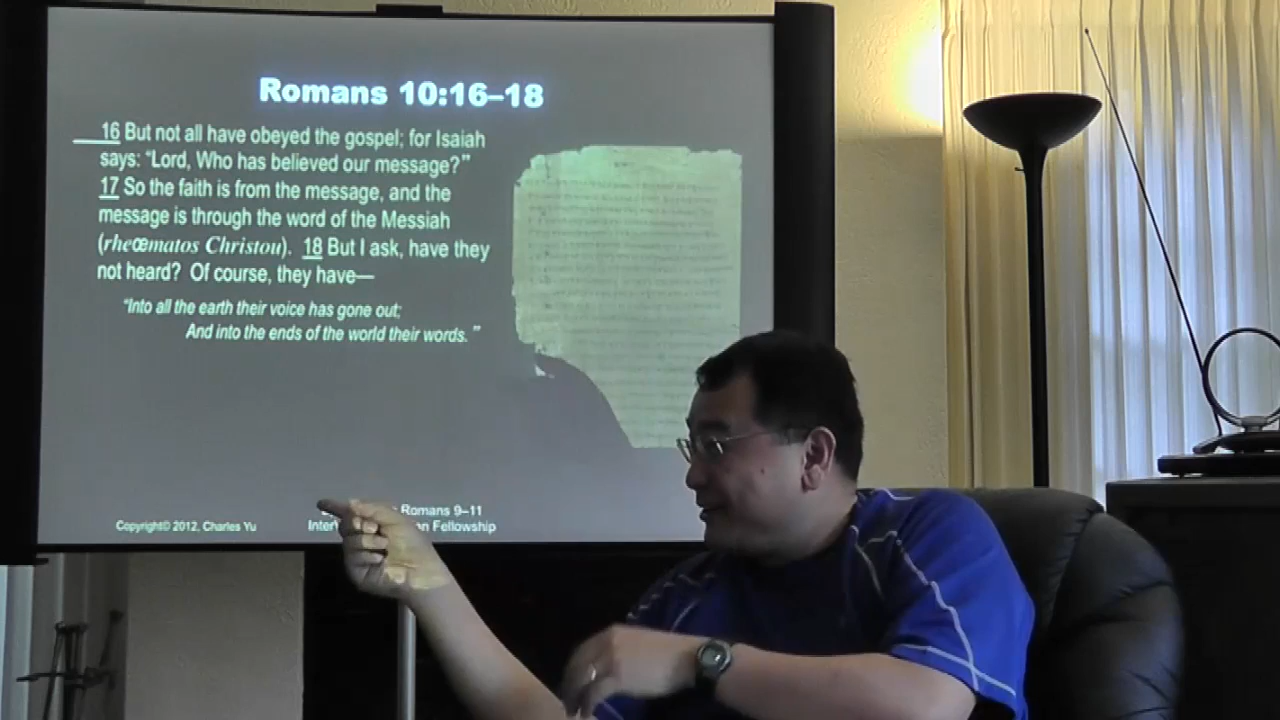 Romans 10:16–18
16 But not all have obeyed the gospel; for Isaiah
says: “Lord, Who has believed our message?”
17 So the faith is from the message, and the
message is through the word of the Messiah
(rheœmatos Christou). 18 But I ask, have they
not heard? Of course, they have—
“Into all the earth their voice has gone out;
And into the ends of the world their words.”
Romans 9–11
Copyright© 2012, Charles Yu
Fellowship